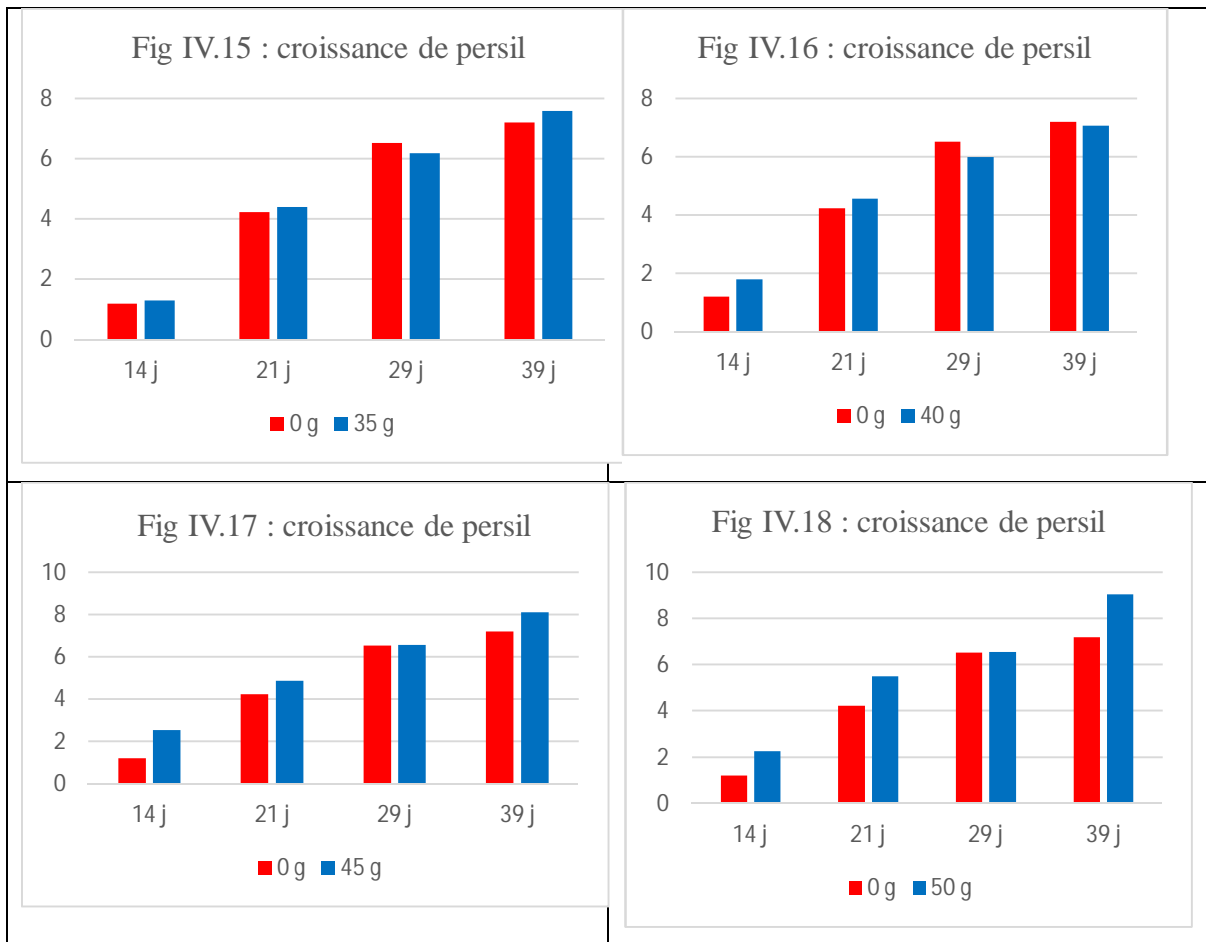 Fig IV.15 : croissance de persil
8
6
4
2
0
14 j 21 j 29 j 39 j
0 g 35 g
Fig IV.16 : croissance de persil
8
6
4
2
0
14 j 21 j 29 j 39 j
0 g 40 g
Fig IV.17 : croissance de persil
10
8
6
4
2
0
14 j 21 j 29 j 39 j
0 g 45 g
Fig IV.18 : croissance de persil
10
8
6
4
2
0
14 j 21 j 29 j 39 j
0 g 50 g